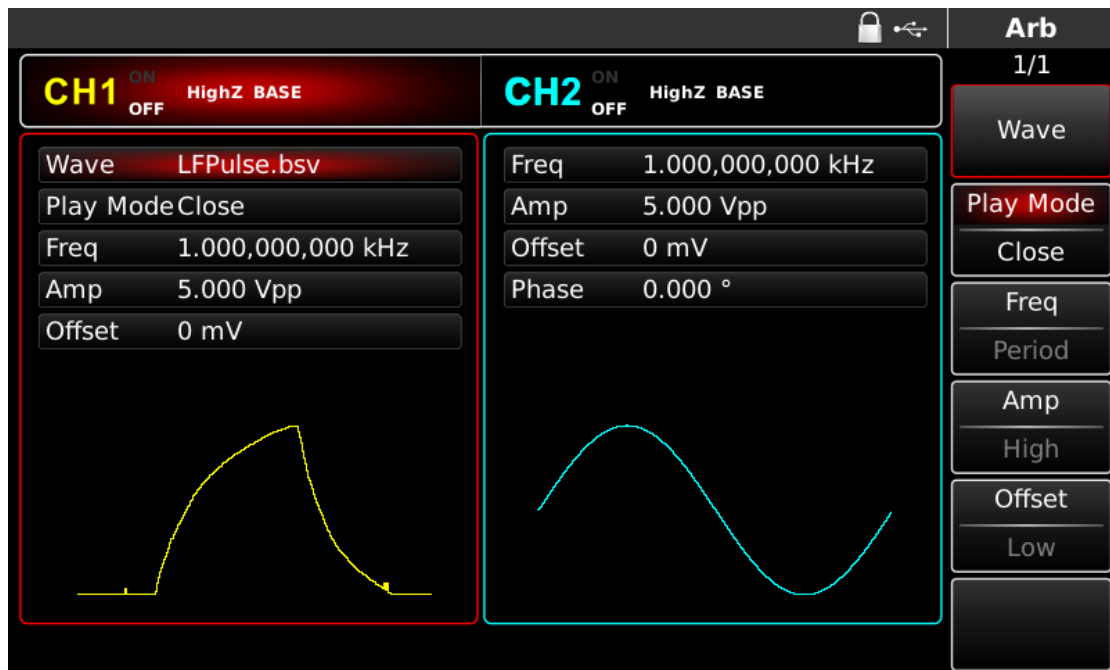 Arb
1/1
CH1 ON OFF HighZ BASE
CH2 ON OFF HighZ BASE
Wave LFPulse.bsv
Play Mode Close
Freq 1.000,000,000 kHz
Amp 5.000 Vpp
Offset 0 mV
Freq 1.000,000,000 kHz
Amp 5.000 Vpp
Offset 0 mV
Phase 0.000 °
Wave
Play Mode
Close
Freq
Period
Amp
High
Offset
Low